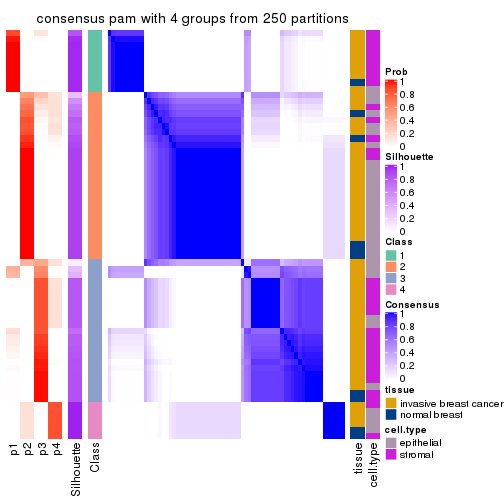 consensus pam with 4 groups from 250 partitions
Prob
1
0.8
0.6
0.4
0.2
0
Silhouette
1
0.8
0.6
0.4
0.2
0
Class
1
2
3
4
Consensus
1
0.8
0.6
0.4
0.2
0
tissue
invasive breast cancer
normal breast
cell.type
epithelial
stromal
p1
p2
p3
p4
Silhouette
Class
tissue
cell.type